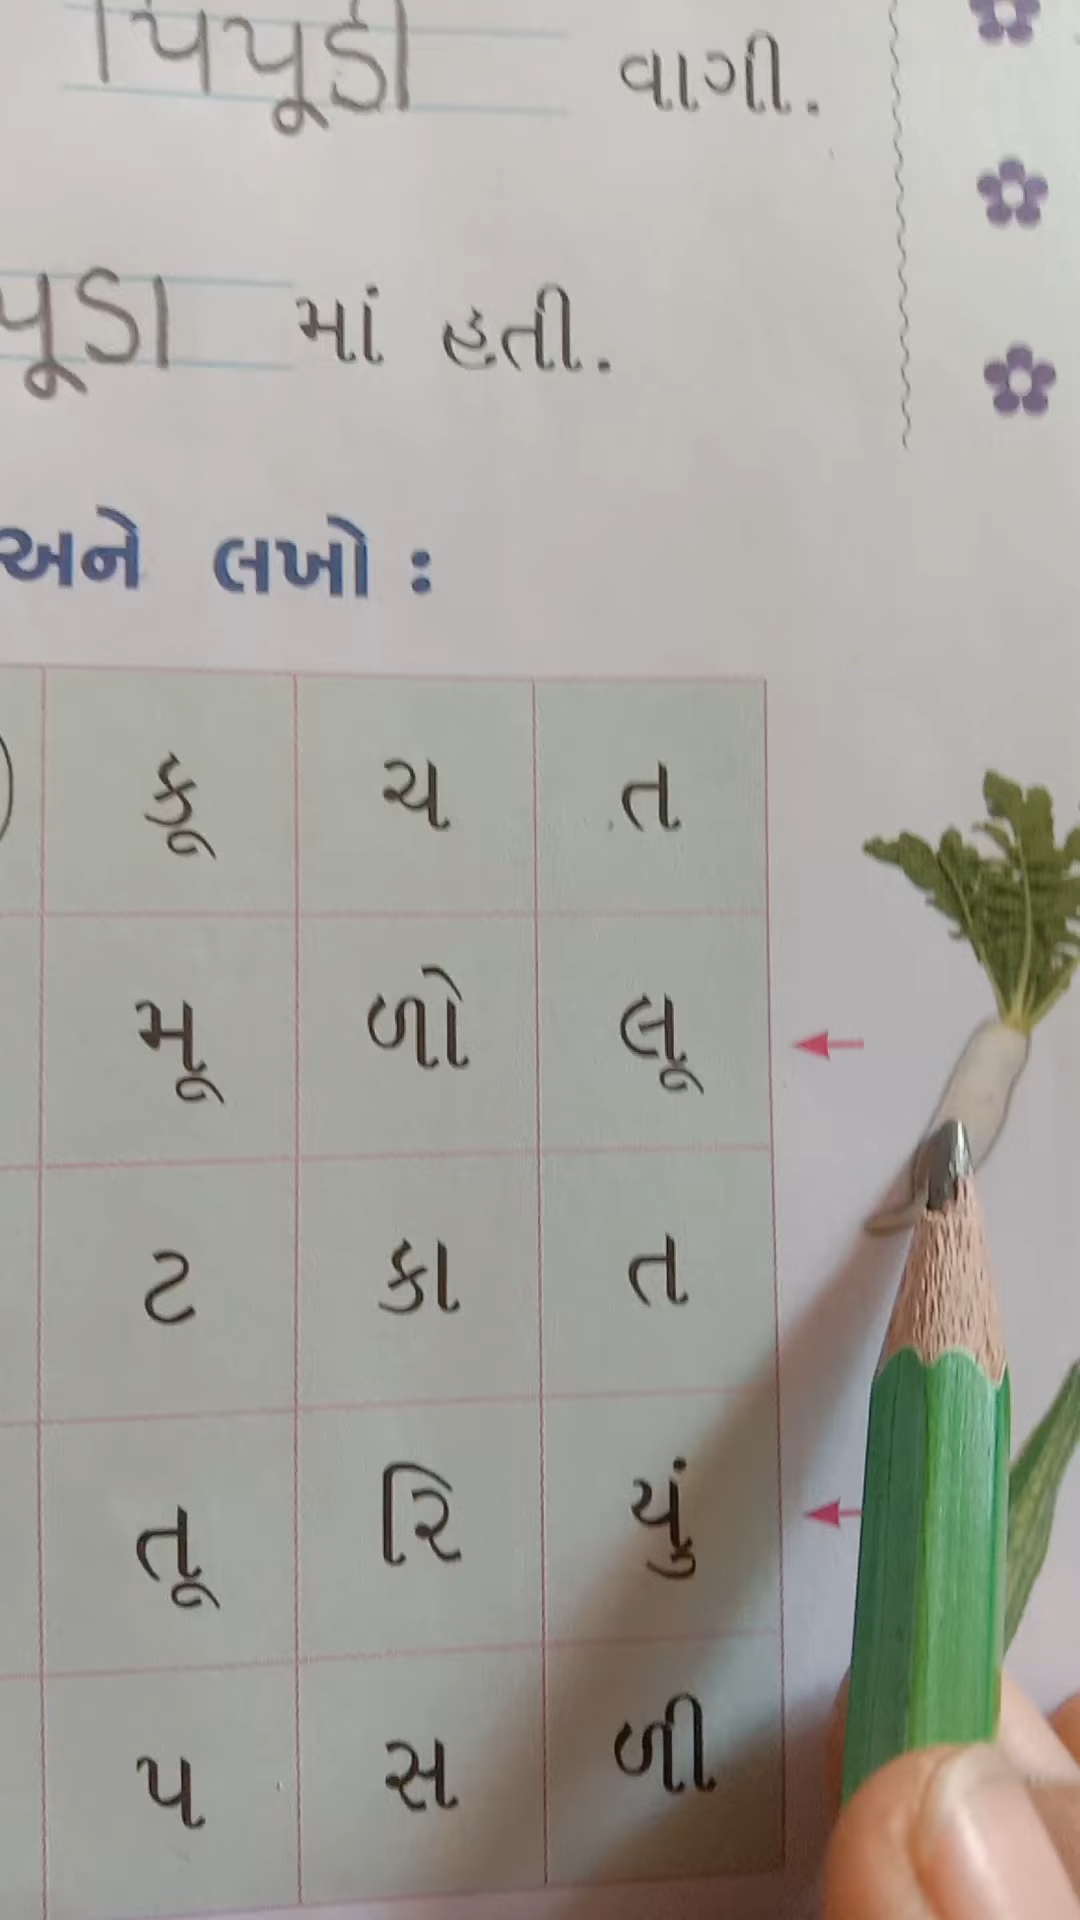 પિપૂડી વાગી.
પૂડા માં હતી.
અને લખો :
કૂ ચ ત
મૂ ળો લૂ
ટ કા ત
તૂ રિ યું
પ સ ળી